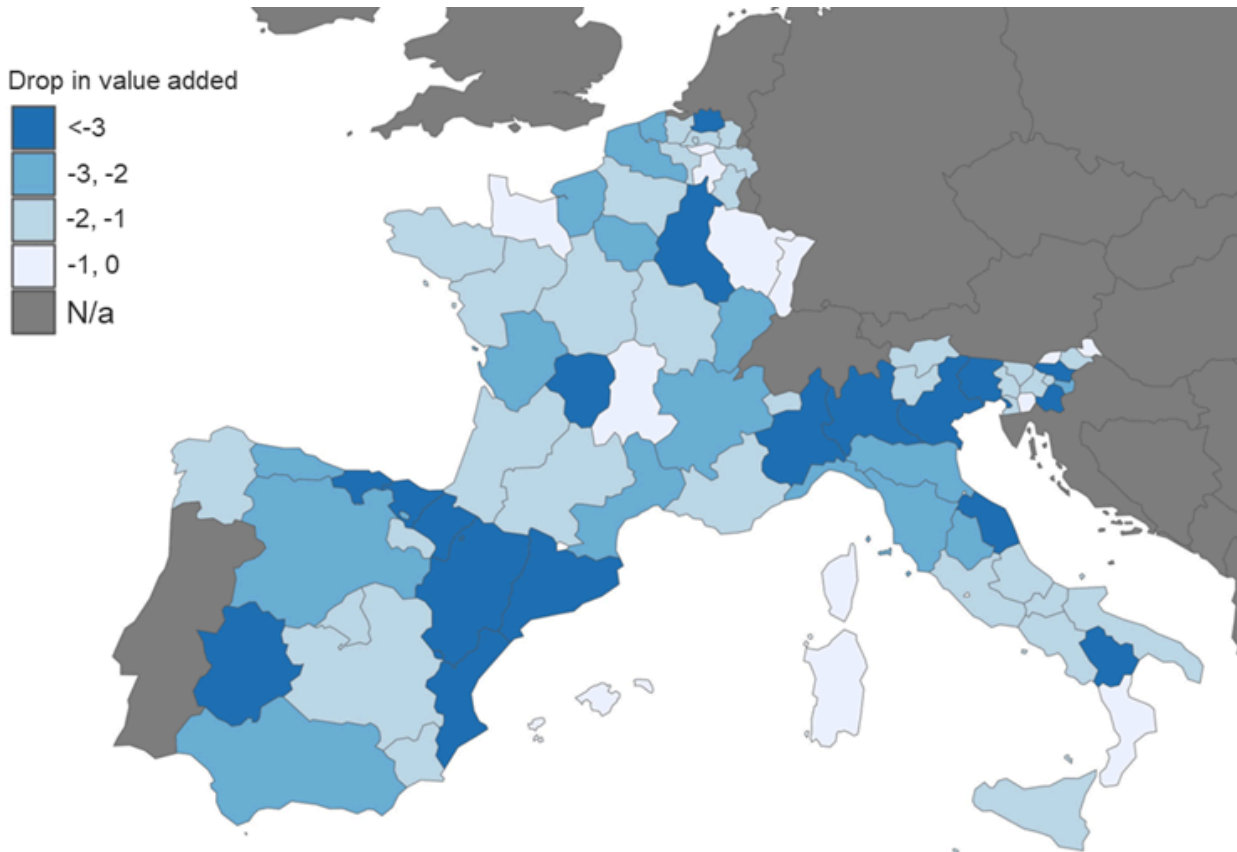 Drop in value added
<-3
-3, -2
-2, -1
-1, 0
N/a